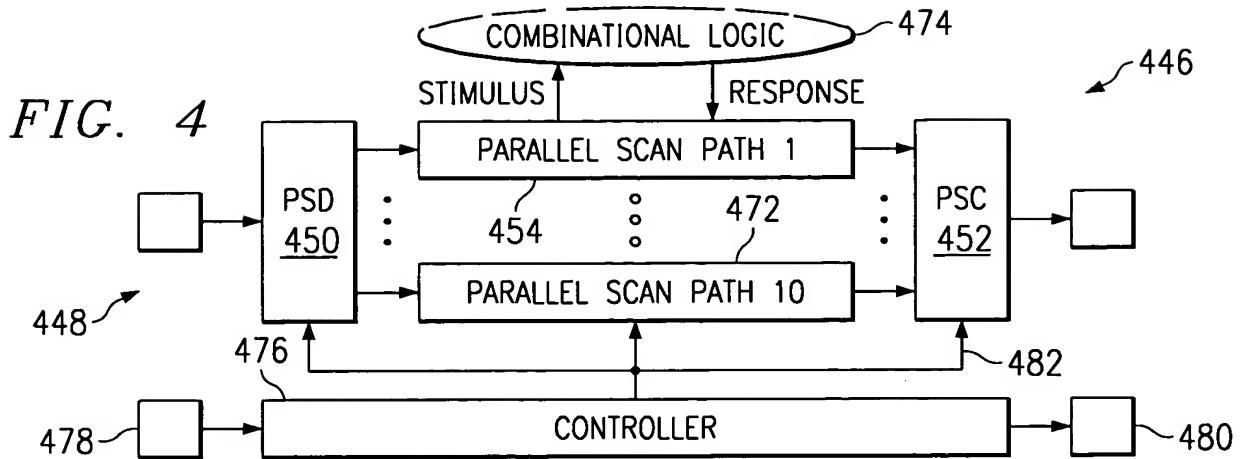 FIG. 4
COMBINATIONAL LOGIC
474
446
STIMULUS
RESPONSE
PSD
450
PARALLEL SCAN PATH 1
PSC
452
454
472
PARALLEL SCAN PATH 10
448
476
482
478
CONTROLLER
480